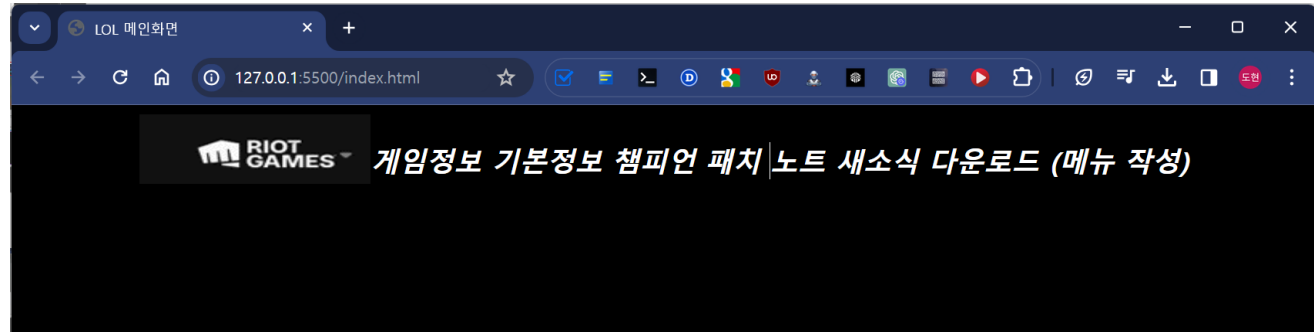 LOL 메인화면
127.0.0.1:5500/index.html
도현
RIOT
GAMES
게임정보 기본정보 챔피언 패치 노트 새소식 다운로드 (메뉴 작성)